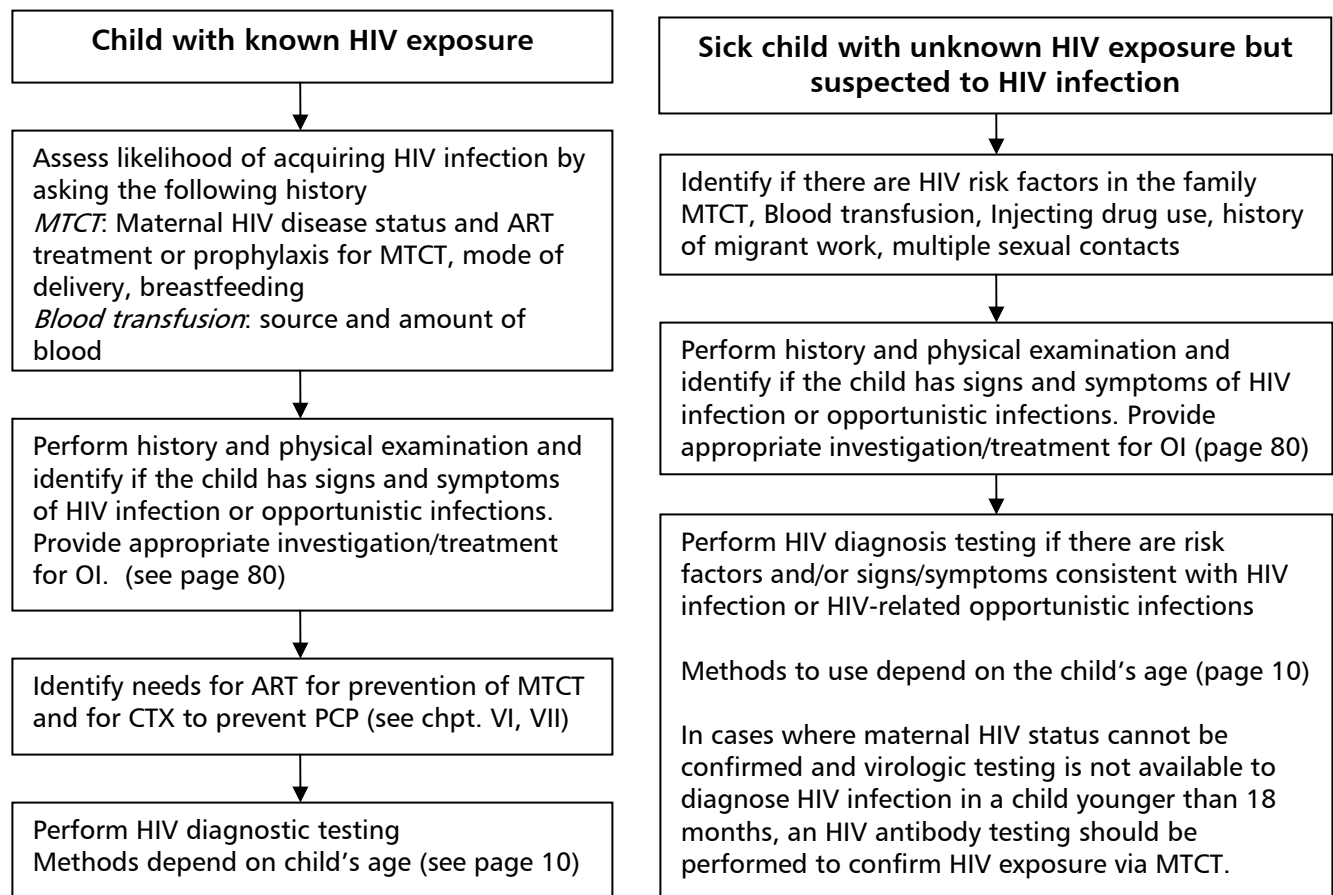 Child with known HIV exposure
Assess likelihood of acquiring HIV infection by
asking the following history
MTCT: Maternal HIV disease status and ART
treatment or prophylaxis for MTCT, mode of
delivery, breastfeeding
Blood transfusion: source and amount of
blood
Perform history and physical examination and
identify if the child has signs and symptoms
of HIV infection or opportunistic infections.
Provide appropriate investigation/treatment
for OI. (see page 80)
Identify needs for ART for prevention of MTCT
and for CTX to prevent PCP (see chpt. VI, VII)
Perform HIV diagnostic testing
Methods depend on child's age (see page 10)
Sick child with unknown HIV exposure but
suspected to HIV infection
Identify if there are HIV risk factors in the family
MTCT, Blood transfusion, Injecting drug use, history
of migrant work, multiple sexual contacts
Perform history and physical examination and
identify if the child has signs and symptoms of HIV
infection or opportunistic infections. Provide
appropriate investigation/treatment for OI (page 80)
Perform HIV diagnosis testing if there are risk
factors and/or signs/symptoms consistent with HIV
infection or HIV-related opportunistic infections
Methods to use depend on the child's age (page 10)
In cases where maternal HIV status cannot be
confirmed and virologic testing is not available to
diagnose HIV infection in a child younger than 18
months, an HIV antibody testing should be
performed to confirm HIV exposure via MTCT.